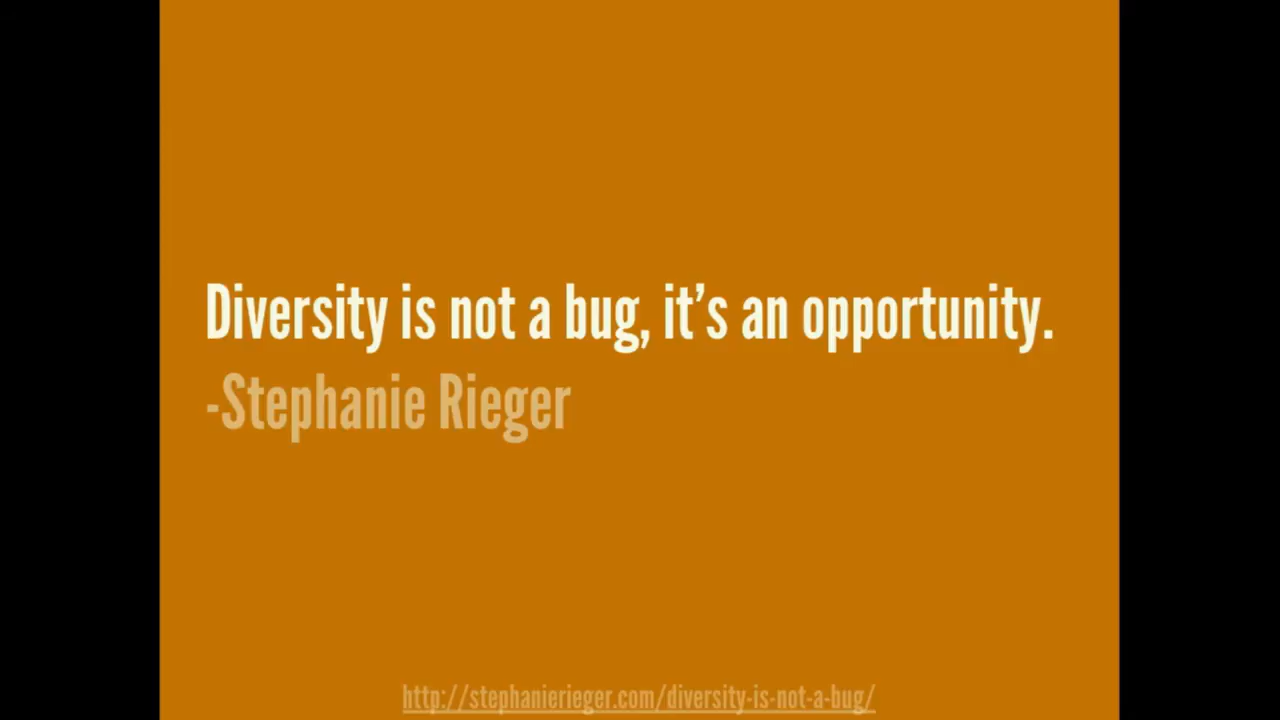 Diversity is not a bug, it’s an opportunity.
-Stephanie Rieger
http://stephanierieger.com/diversity-is-not-a-bug/